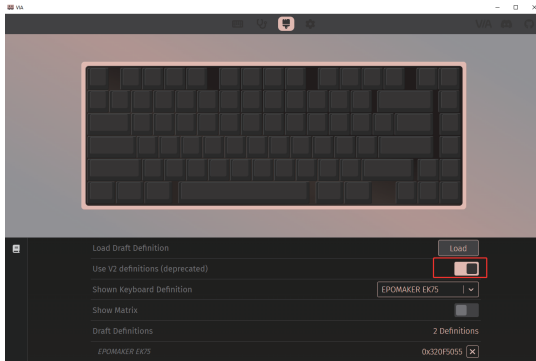 VIA
VIA
Load Draft Definition
Load
Use V2 definitions (deprecated)
Shown Keyboard Definition
EPOMAKER EK75
Show Matrix
Draft Definitions
2 Definitions
EPOMAKER EK75
0x320F5055